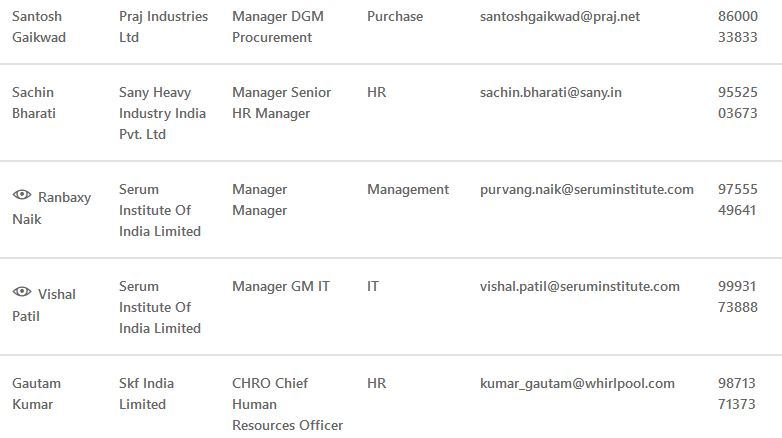 Santosh Praj Industries Manager DGM Purchase santoshgaikwad@praj.net 86000
Gaikwad Ltd Procurement 33833
Sachin Sany Heavy Manager Senior HR sachin.bharati@sany.in 95525
Bharati Industry India HR Manager 03673
Pvt. Ltd
Ranbaxy Serum Manager Management purvang.naik@seruminstitute.com 97555
Naik Institute Of Manager 49641
India Limited
Vishal Serum Manager GM IT IT vishal.patil@seruminstitute.com 99931
Patil Institute Of 73888
India Limited
Gautam Skf India CHRO Chief HR kumar_gautam@whirlpool.com 98713
Kumar Limited Human 71373
Resources Officer